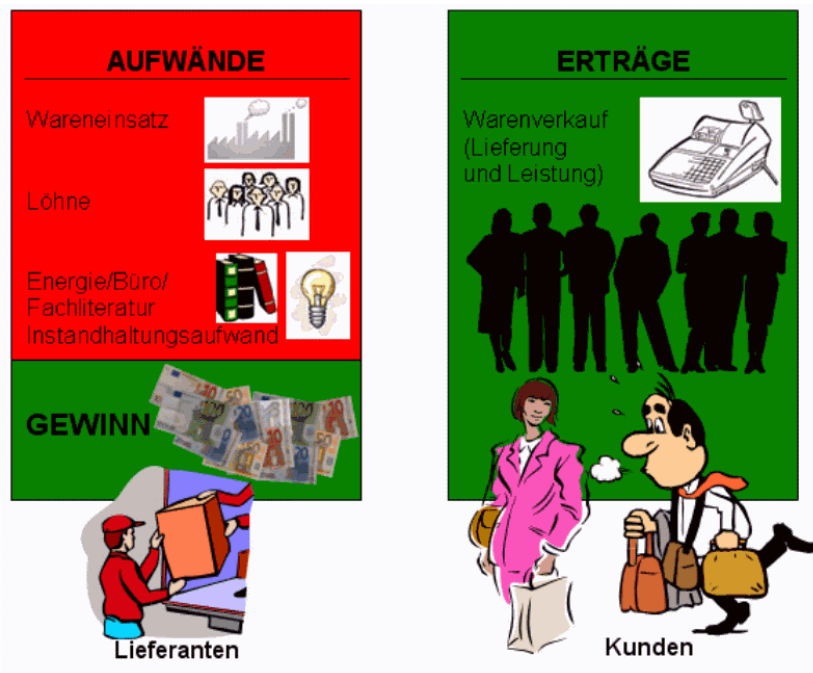 AUFWÄNDE
Wareneinsatz
Löhne
Energie/Büro/
Fachliteratur
Instandhaltungsaufwand
GEWINN
Lieferanten
ERTRÄGE
Warenverkauf
(Lieferung
und Leistung)
Kunden